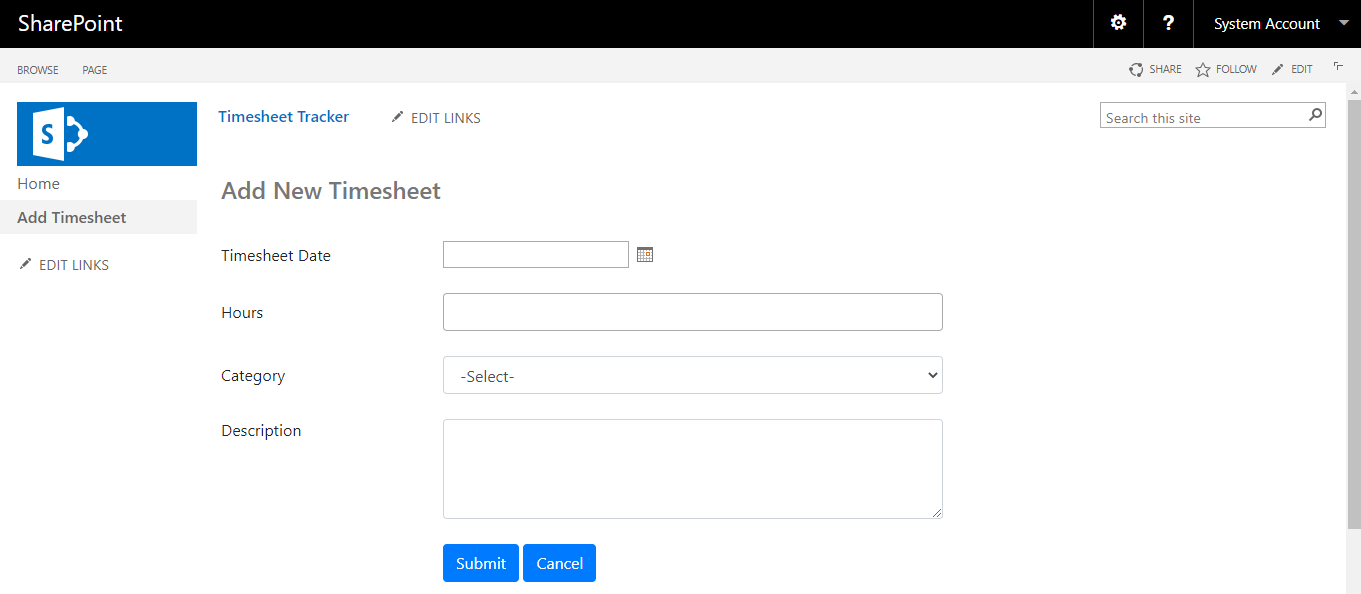 SharePoint
? System Account
BROWSE PAGE SHARE FOLLOW EDIT
S
Timesheet Tracker EDIT LINKS Search this site
Home
Add Timesheet
EDIT LINKS
Add New Timesheet
Timesheet Date
Hours
Category -Select-
Description
Submit Cancel